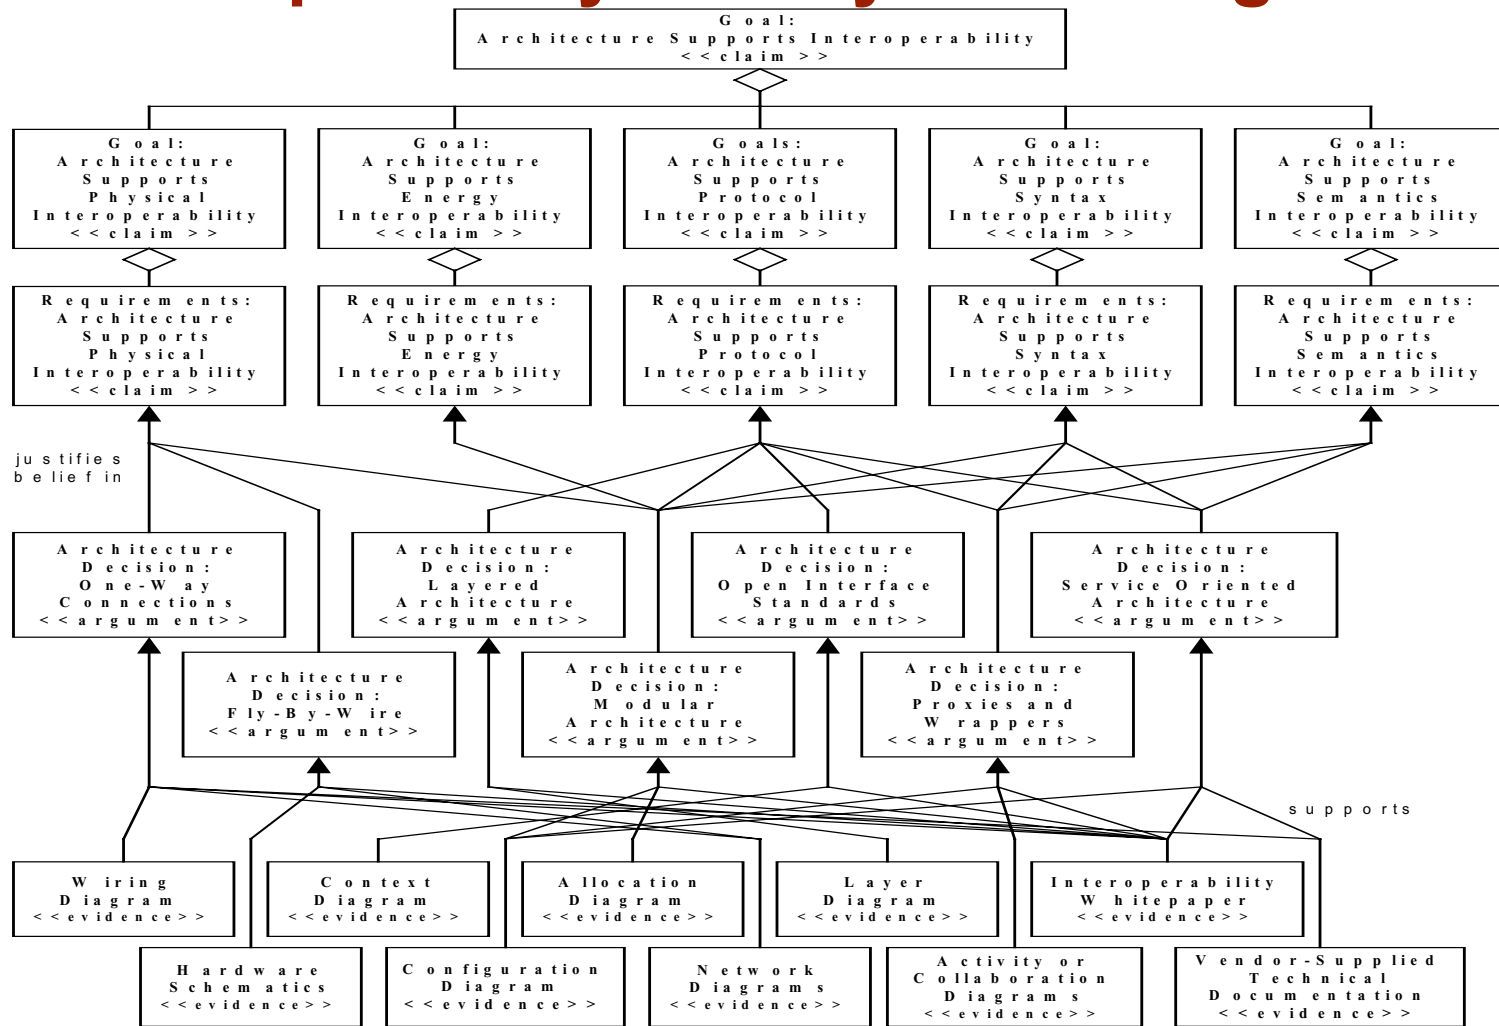 Goal:
Architecture Supports Interoperability
<<claim>>
Goal:
Architecture
Supports
Physical
Interoperability
<<claim>>
Goal:
Architecture
Supports
Energy
Interoperability
<<claim>>
Goals:
Architecture
Supports
Protocol
Interoperability
<<claim>>
Goal:
Architecture
Supports
Syntax
Interoperability
<<claim>>
Goal:
Architecture
Supports
Semantics
Interoperability
<<claim>>
Requirements:
Architecture
Supports
Physical
Interoperability
<<claim>>
Requirements:
Architecture
Supports
Energy
Interoperability
<<claim>>
Requirements:
Architecture
Supports
Protocol
Interoperability
<<claim>>
Requirements:
Architecture
Supports
Syntax
Interoperability
<<claim>>
Requirements:
Architecture
Supports
Semantics
Interoperability
<<claim>>
justifies
belief in
Architecture
Decision:
One-Way
Connections
<<argument>>
Architecture
Decision:
Layered
Architecture
<<argument>>
Architecture
Decision:
Open Interface
Standards
<<argument>>
Architecture
Decision:
Service Oriented
Architecture
<<argument>>
Architecture
Decision:
Fly-By-Wire
<<argument>>
Architecture
Decision:
Modular
Architecture
<<argument>>
Architecture
Decision:
Proxies and
Wrappers
<<argument>>
supports
Wiring
Diagram
<<evidence>>
Context
Diagram
<<evidence>>
Allocation
Diagram
<<evidence>>
Layer
Diagram
<<evidence>>
Interoperability
Whitepaper
<<evidence>>
Hardware
Schematics
<<evidence>>
Configuration
Diagram
<<evidence>>
Network
Diagrams
<<evidence>>
Activity or
Collaboration
Diagrams
<<evidence>>
Vendor-Supplied
Technical
Documentation
<<evidence>>